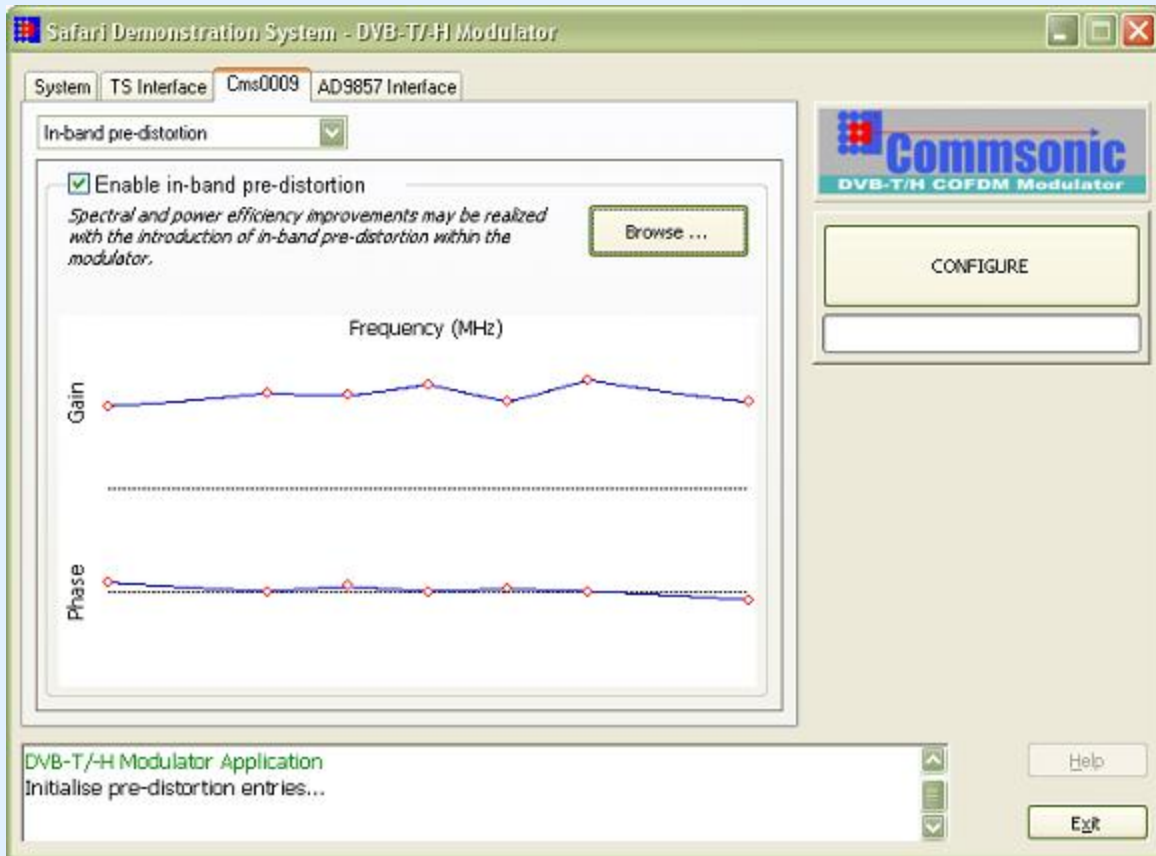 Safari Demonstration System - DVB-T/-H Modulator
System
TS Interface
Cms0009
AD9857 Interface
In-band pre-distortion
Enable in-band pre-distortion
Spectral and power efficiency improvements may be realized
with the introduction of in-band pre-distortion within the
modulator.
Browse ...
Frequency (MHz)
Gain
Phase
Commsonic
DVB-T/H COFDM Modulator
CONFIGURE
DVB-T/-H Modulator Application
Initialise pre-distortion entries...
Help
Exit